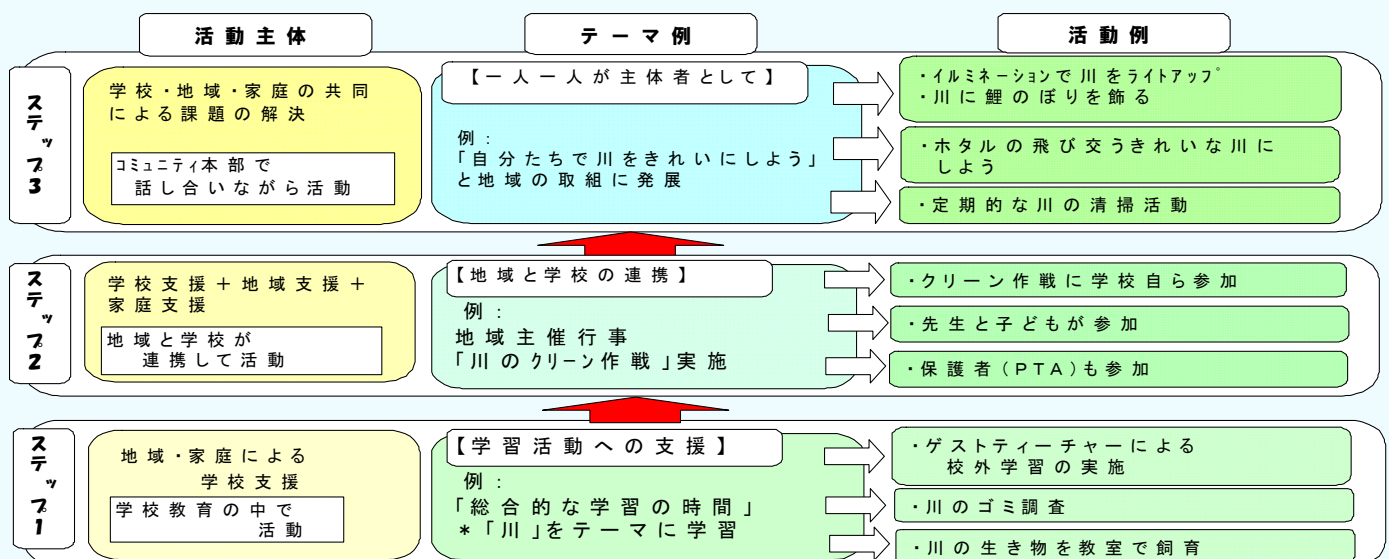 活動主体
テーマ例
活動例
ステップ3
学校・地域・家庭の共同
による課題の解決
コミュニティ本部で
話し合いながら活動
【一人一人が主体者として】
例：
「自分たちで川をきれいにしよう」
と地域の取組に発展
・イルミネーションで川をライトアップ
・川に鯉のぼりを飾る
・ホタルの飛び交うきれいな川に
しよう
・定期的な川の清掃活動
ステップ2
学校支援＋地域支援＋
家庭支援
地域と学校が
連携して活動
【地域と学校の連携】
例：
地域主催行事
「川のクリーン作戦」実施
・クリーン作戦に学校自ら参加
・先生と子どもが参加
・保護者（PTA）も参加
ステップ1
地域・家庭による
学校支援
学校教育の中で
活動
【学習活動への支援】
例：
「総合的な学習の時間」
＊「川」をテーマに学習
・ゲストティーチャーによる
校外学習の実施
・川のゴミ調査
・川の生き物を教室で飼育